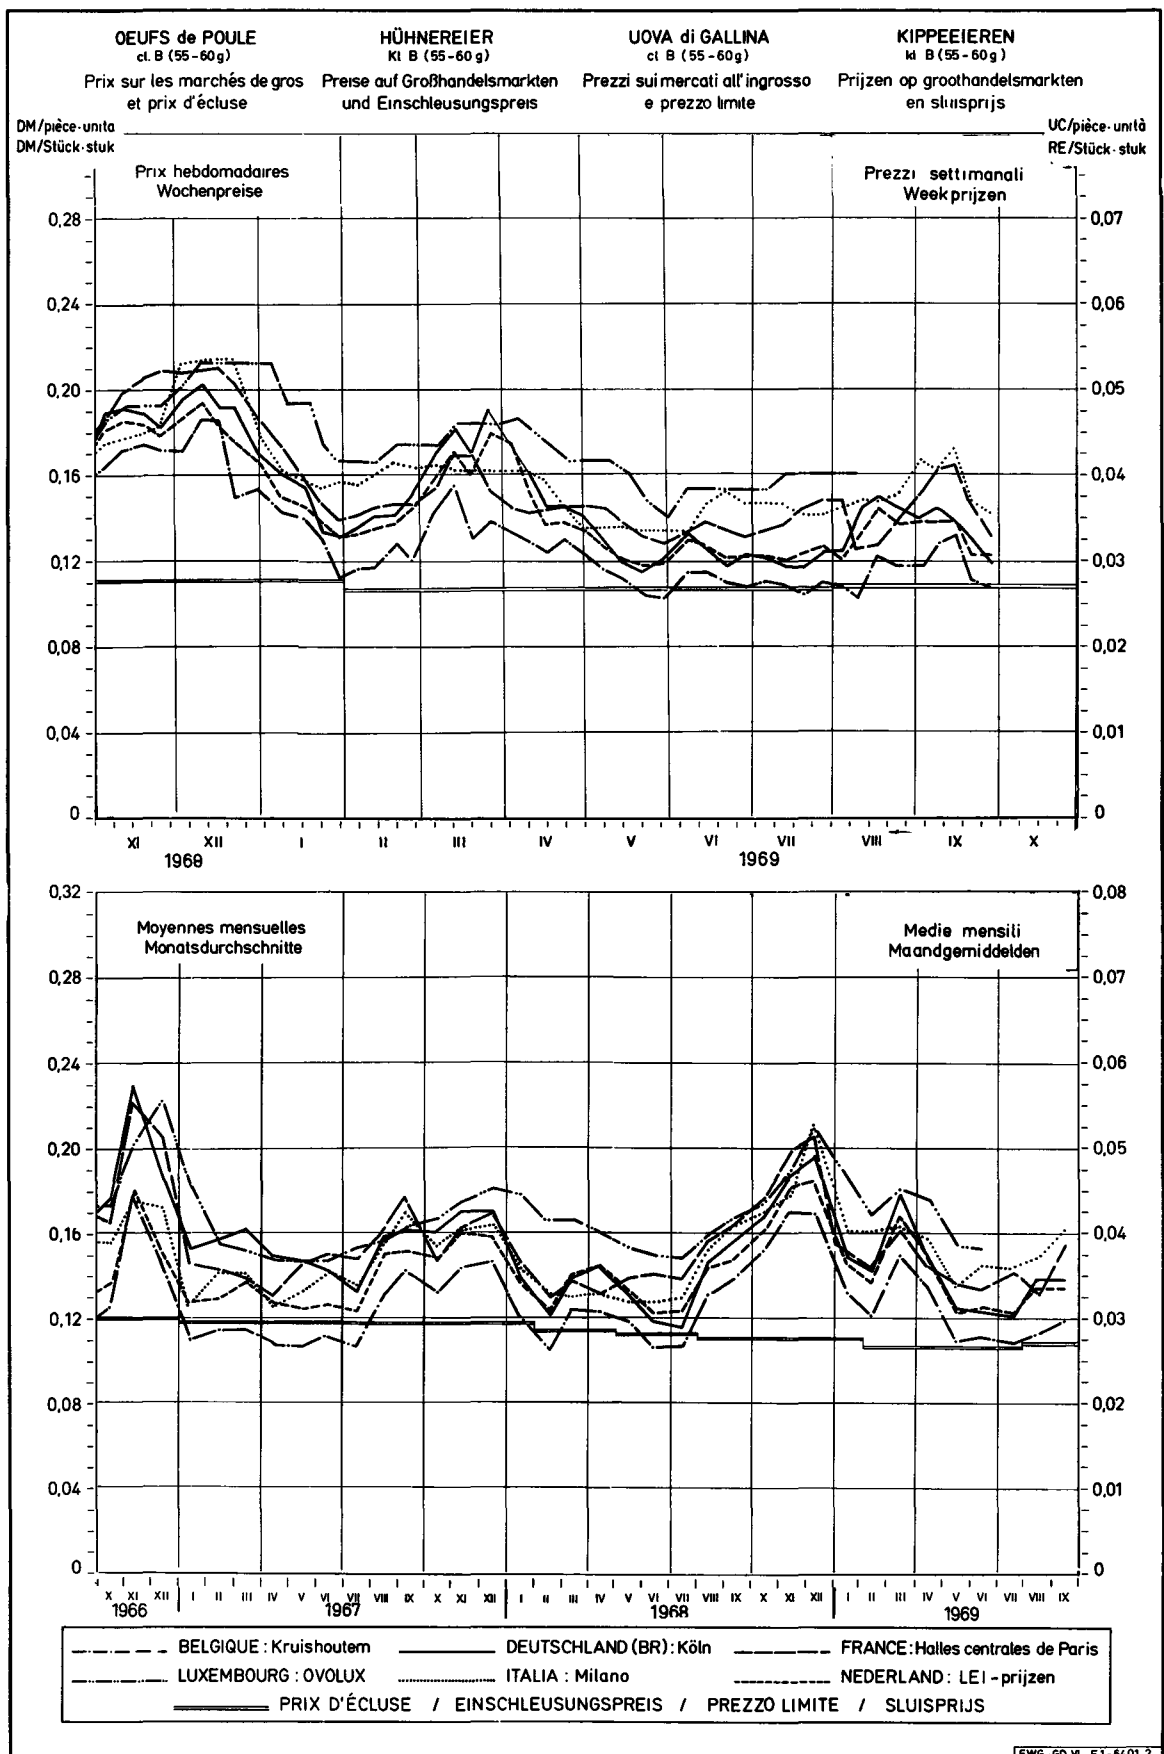 OEUFS de POULE
cl. B (55-60g)
Prix sur les marchés de gros
et prix d'écluse
HÜHNEREIER
Kl B (55-60g)
Preise auf Großhandelsmarkten
und Einschleusungspreis
UOVA di GALLINA
cl B (55-60g)
Prezzi sui mercati all'ingrosso
e prezzo limite
KIPPEEIEREN
kl B (55-60g)
Prijzen op groothandelsmarkten
en sluisprijs
DM/pièce-unita
DM/Stück-stuk
UC/pièce-unità
RE/Stück-stuk
Prix hebdomadaires
Wochenpreise
Prezzi settimanali
Weekprijzen
0,28 0,07
0,24 0,06
0,20 0,05
0,16 0,04
0,12 0,03
0,08 0,02
0,04 0,01
0 0
XI XII I II III IV V VI VII VIII IX X
1968 1969
0,32 0,08
Moyennes mensuelles
Monatsdurchschnitte
Medie mensili
Maandgemiddelden
0,28 0,07
0,24 0,06
0,20 0,05
0,16 0,04
0,12 0,03
0,08 0,02
0,04 0,01
0 0
X XI XII I II III IV V VI VII VIII IX X XI XII I II III IV V VI VII VIII IX X XI XII I II III IV V VI VII VIII IX
1966 1967 1968 1969
BELGIQUE : Kruishoutem DEUTSCHLAND (BR) : Köln FRANCE : Halles centrales de Paris
LUXEMBOURG : OVOLUX ITALIA : Milano NEDERLAND : LEI-prijzen
PRIX D'ÉCLUSE / EINSCHLEUSUNGSPREIS / PREZZO LIMITE / SLUISPRIJS